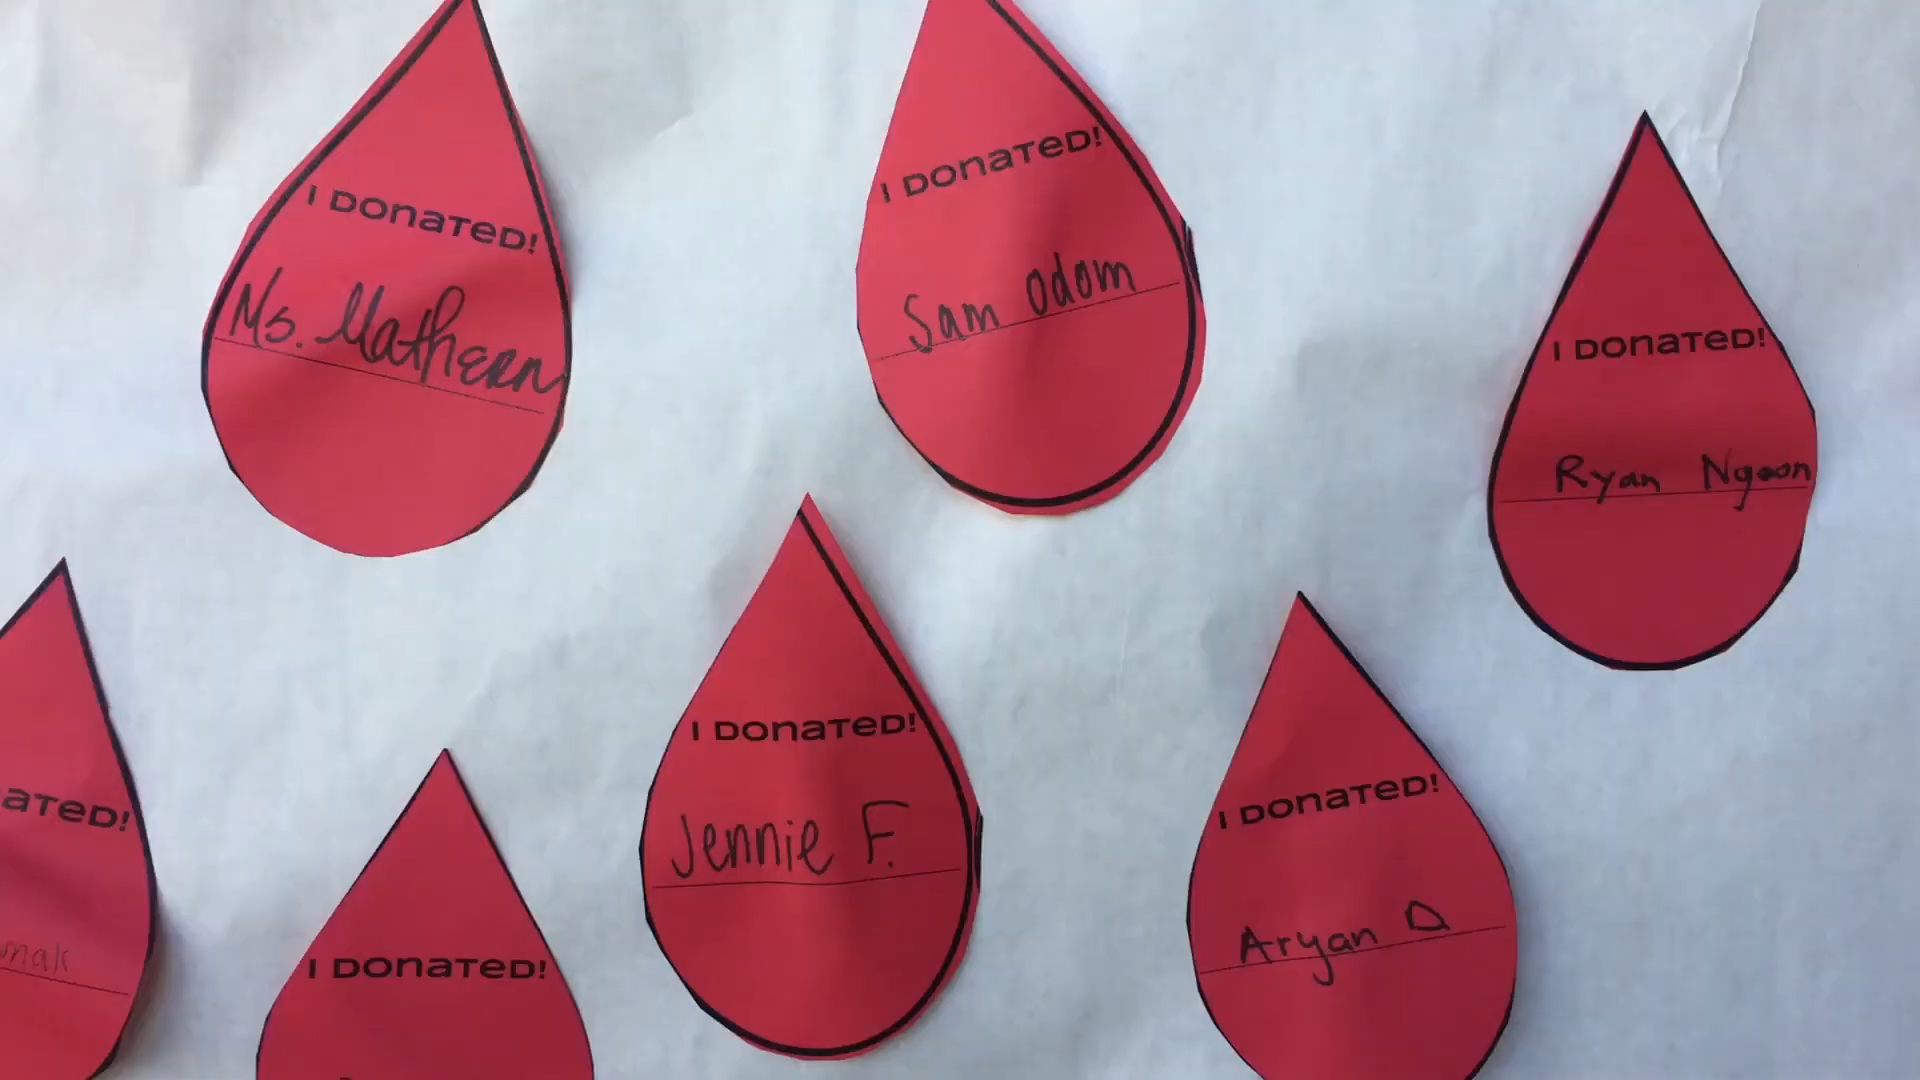 I DONATED!
Ms. Mathern
I DONATED!
Sam Odom
I DONATED!
Ryan Ngoon
I DONATED!
Jennie F.
I DONATED!
Aryan D
ATED!
I DONATED!